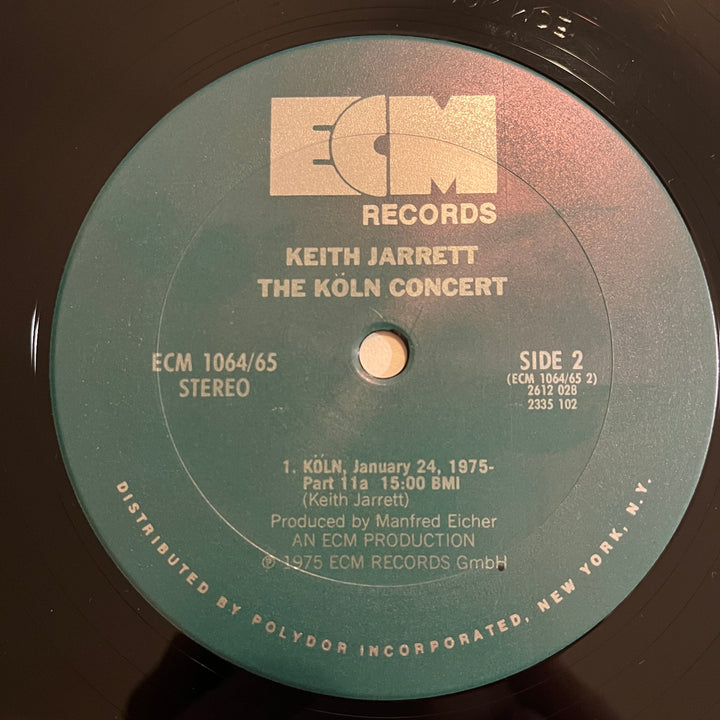 ECM
RECORDS
KEITH JARRETT
THE KÖLN CONCERT
ECM 1064/65
STEREO
SIDE 2
(ECM 1064/65 2)
2612 028
2335 102
1. KÖLN, January 24, 1975-
Part 11a 15:00 BMI
(Keith Jarrett)
Produced by Manfred Eicher
AN ECM PRODUCTION
℗ 1975 ECM RECORDS GmbH
DISTRIBUTED BY POLYDOR INCORPORATED, NEW YORK, N.Y.